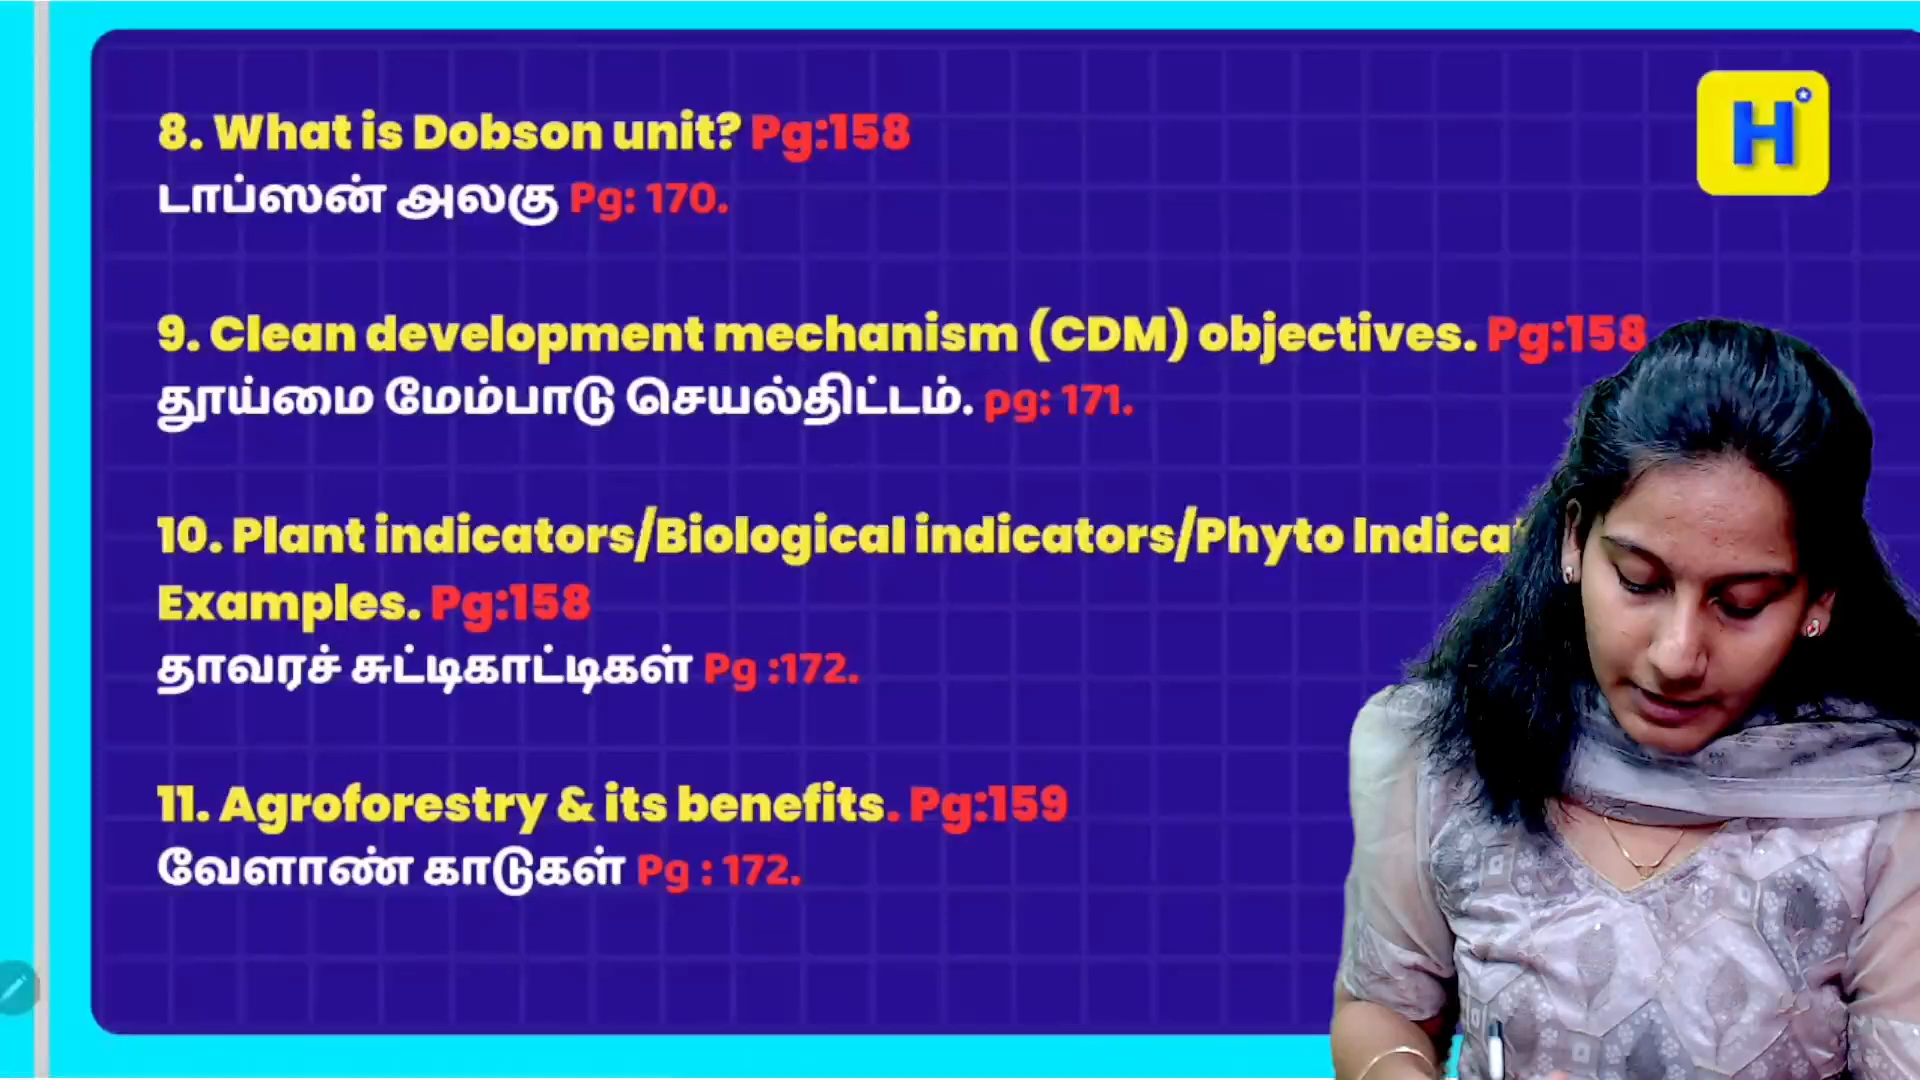 H
8. What is Dobson unit? Pg:158
டாப்ஸன் அலகு Pg: 170.
9. Clean development mechanism (CDM) objectives. Pg:158
தூய்மை மேம்பாடு செயல்திட்டம். pg: 171.
10. Plant indicators/Biological indicators/Phyto
Examples. Pg:158
தாவரச் சுட்டிகாட்டிகள் Pg :172.
11. Agroforestry & its benefits. Pg:159
வேளாண் காடுகள் Pg : 172.